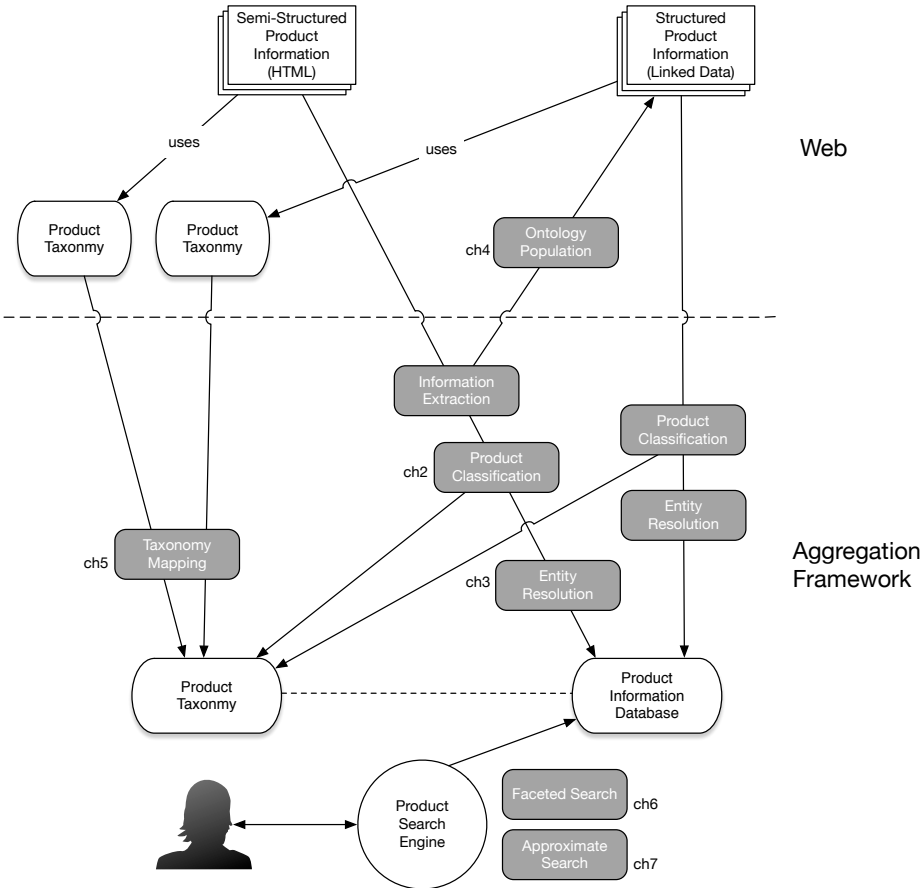 Semi-Structured
Product
Information
(HTML)
Structured
Product
Information
(Linked Data)
Web
uses
uses
Product
Taxonmy
Product
Taxonmy
ch4
Ontology
Population
Information
Extraction
Product
Classification
ch2
Product
Classification
Entity
Resolution
ch5
Taxonomy
Mapping
ch3
Entity
Resolution
Aggregation
Framework
Product
Taxonmy
Product
Information
Database
Product
Search
Engine
Faceted Search
ch6
Approximate
Search
ch7